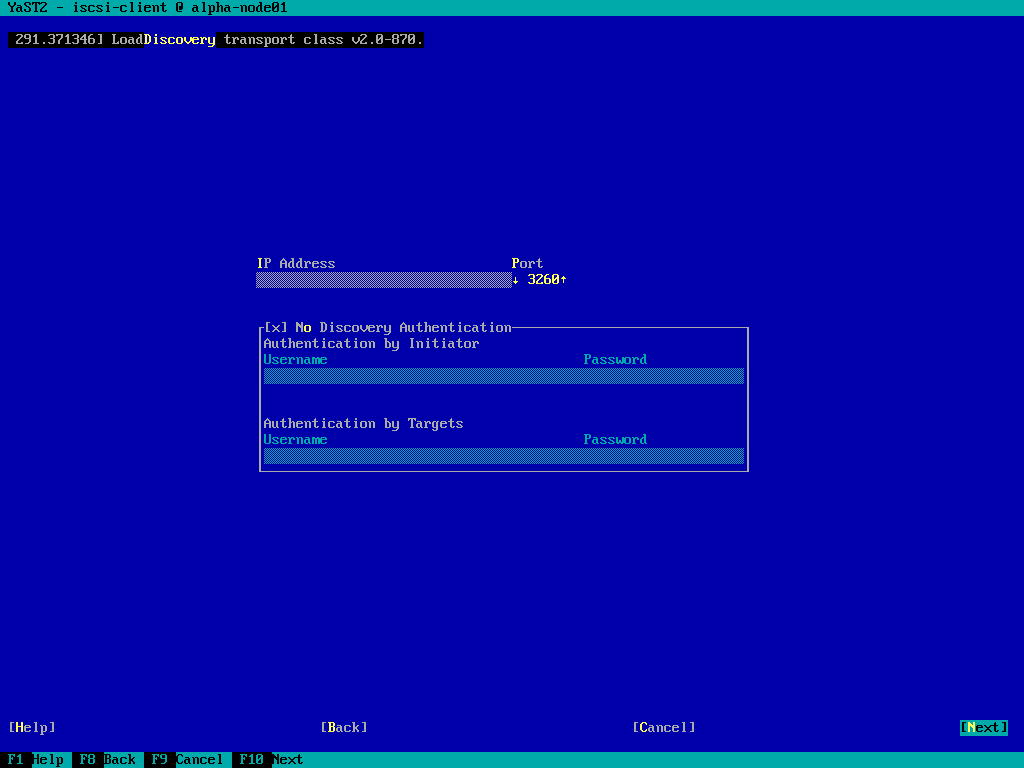 YaST2 - iscsi-client @ alpha-node01
291.371346] LoadDiscovery transport class v2.0-870.
IP Address Port
↓ 3260↑
[x] No Discovery Authentication
Authentication by Initiator
Username Password
Authentication by Targets
Username Password
[Help] [Back] [Cancel] [Next]
F1 Help F8 Back F9 Cancel F10 Next